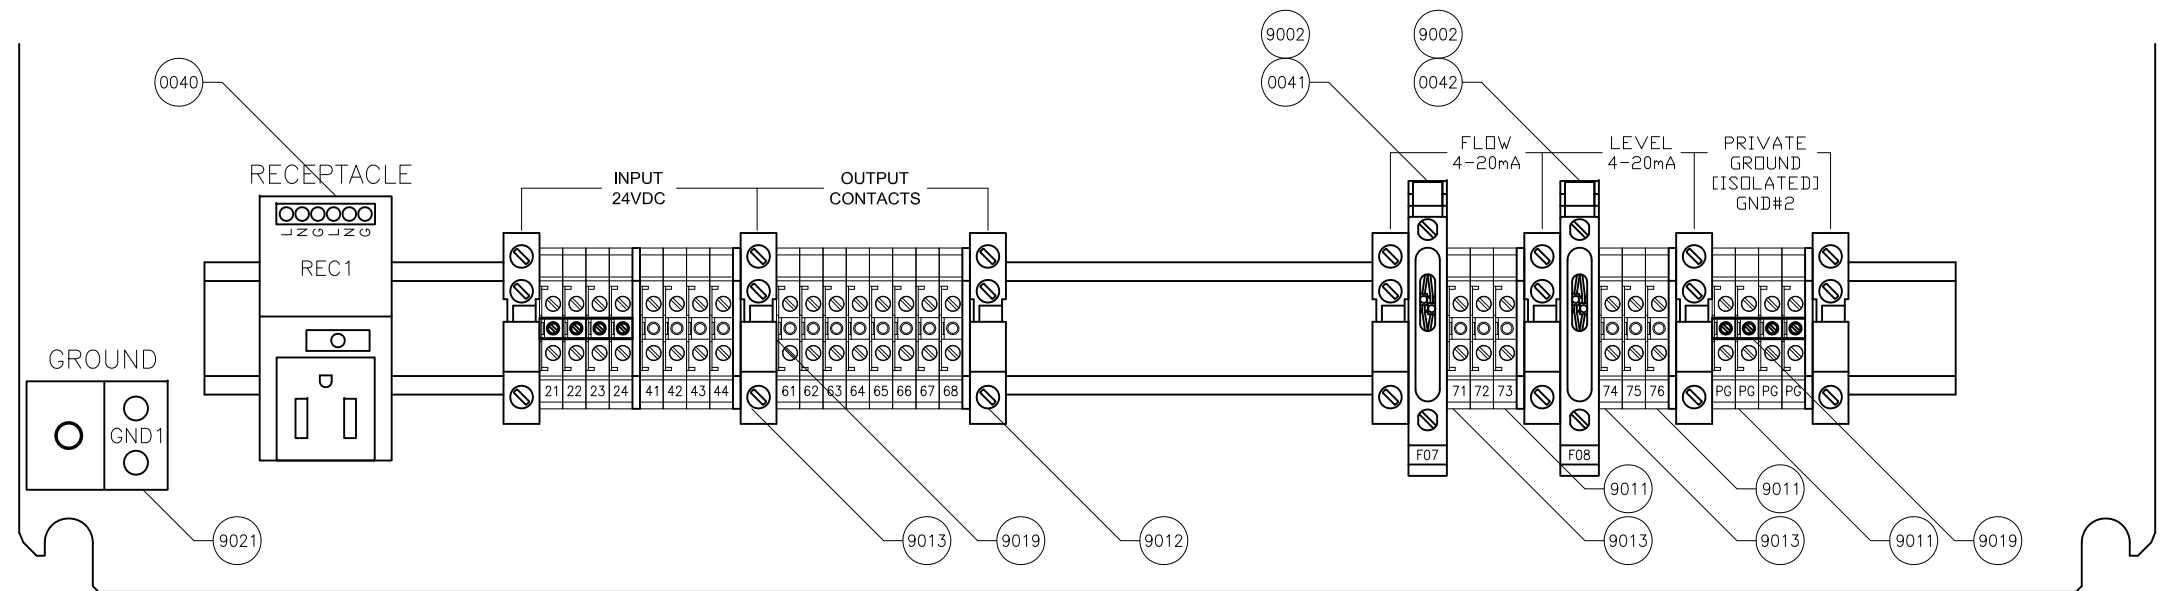 9002
9002
0040
0041
0042
FLOW
4-20mA
LEVEL
4-20mA
PRIVATE
GROUND
[ISOLATED]
GND#2
RECEPTACLE
INPUT
24VDC
OUTPUT
CONTACTS
L N G L N G
REC1
GROUND
GND1
21 22 23 24 41 42 43 44 61 62 63 64 65 66 67 68
71 72 73 74 75 76 PG PG PG PG
F07
F08
9011
9011
9021
9013
9019
9012
9013
9013
9011
9019